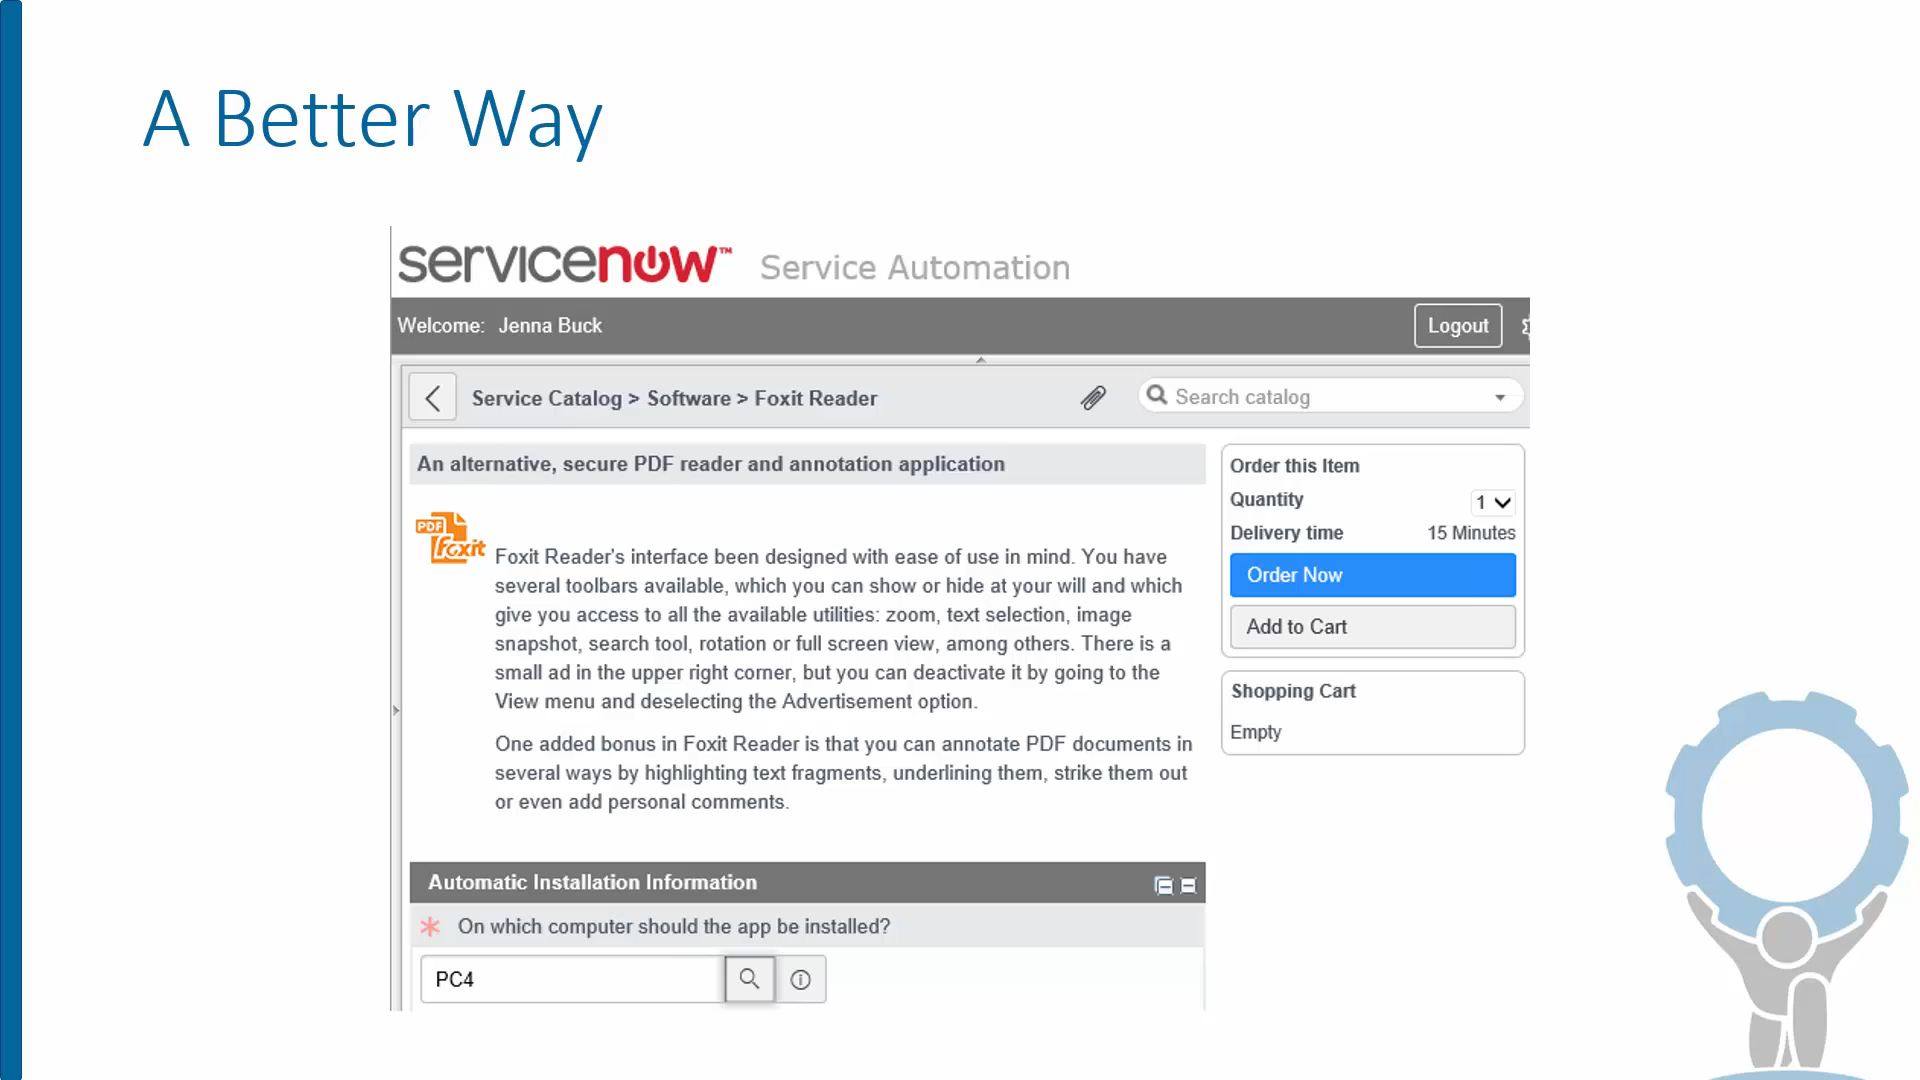 A Better Way
servicenow™ Service Automation
Welcome: Jenna Buck
Logout
Service Catalog > Software > Foxit Reader
Search catalog
An alternative, secure PDF reader and annotation application
PDF
Foxit
Foxit Reader's interface been designed with ease of use in mind. You have
several toolbars available, which you can show or hide at your will and which
give you access to all the available utilities: zoom, text selection, image
snapshot, search tool, rotation or full screen view, among others. There is a
small ad in the upper right corner, but you can deactivate it by going to the
View menu and deselecting the Advertisement option.
One added bonus in Foxit Reader is that you can annotate PDF documents in
several ways by highlighting text fragments, underlining them, strike them out
or even add personal comments.
Order this Item
Quantity 1
Delivery time 15 Minutes
Order Now
Add to Cart
Shopping Cart
Empty
Automatic Installation Information
On which computer should the app be installed?
PC4